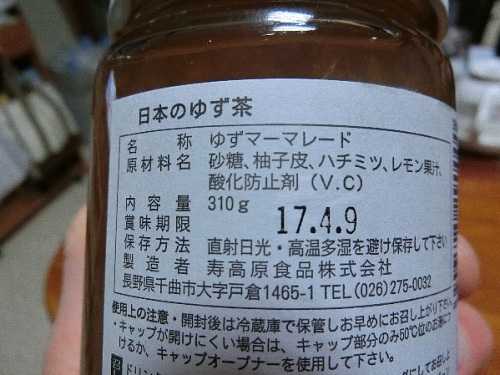 日本のゆず茶
名称 ゆずマーマレード
原材料名 砂糖、柚子皮、ハチミツ、レモン果汁、
酸化防止剤（V.C）
内容量 310g
賞味期限 17.4.9
保存方法 直射日光・高温多湿を避け保存して下さい
製造者 寿高原食品株式会社
長野県千曲市大字戸倉1465-1 TEL(026)275-0032
使用上の注意・開封後は冷蔵庫で保管しお早めにお召し上がり下さい
・キャップが開けにくい場合は、キャップ部分のみ50℃位のお湯に
けるか、キャップオープナーを使用して下さい。